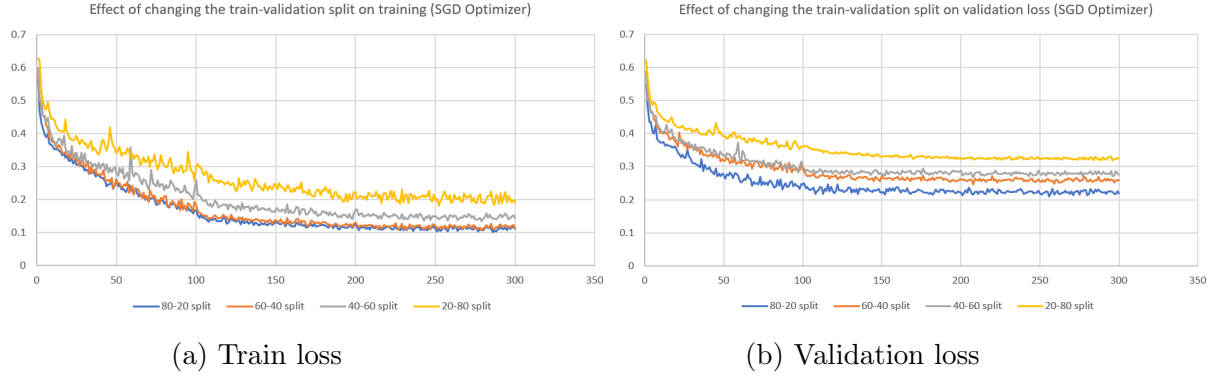 Effect of changing the train-validation split on training (SGD Optimizer)
0.7
0.6
0.5
0.4
0.3
0.2
0.1
0
0 50 100 150 200 250 300 350
80-20 split 60-40 split 40-60 split 20-80 split
(a) Train loss
Effect of changing the train-validation split on validation loss (SGD Optimizer)
0.7
0.6
0.5
0.4
0.3
0.2
0.1
0
0 50 100 150 200 250 300 350
80-20 split 60-40 split 40-60 split 20-80 split
(b) Validation loss